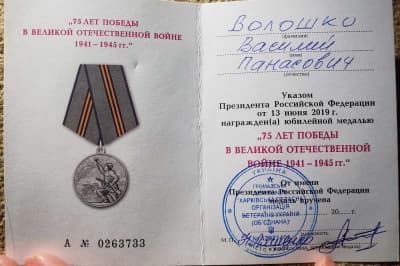 „75 ЛЕТ ПОБЕДЫ
В ВЕЛИКОЙ ОТЕЧЕСТВЕННОЙ ВОЙНЕ
1941–1945 гг.“
А № 0263733
Волошко
(фамилия)
Василий
(имя)
Панасович
(отчество)
Указом
Президента Российской Федерации
от 13 июня 2019 г.
награжден(а) юбилейной медалью
„75 ЛЕТ ПОБЕДЫ
В ВЕЛИКОЙ ОТЕЧЕСТВЕННОЙ
ВОЙНЕ 1941–1945 гг.“
От имени
Президента Российской Федерации
медаль вручена
20 г.
М.П.
УКРАЇНА
ХАРКІВСЬКА
ОРГАНІЗАЦІЯ
ВЕТЕРАНІВ УКРАЇНИ